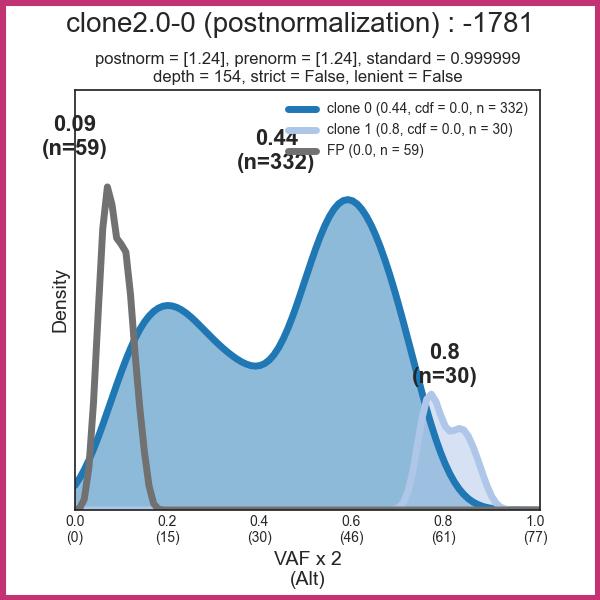 clone2.0-0 (postnormalization) : -1781
postnorm = [1.24], prenorm = [1.24], standard = 0.999999
depth = 154, strict = False, lenient = False
clone 0 (0.44, cdf = 0.0, n = 332)
clone 1 (0.8, cdf = 0.0, n = 30)
FP (0.0, n = 59)
0.09
(n=59)
0.44
(n=332)
0.8
(n=30)
Density
0.0 0.2 0.4 0.6 0.8 1.0
(0) (15) (30) (46) (61) (77)
VAF x 2
(Alt)